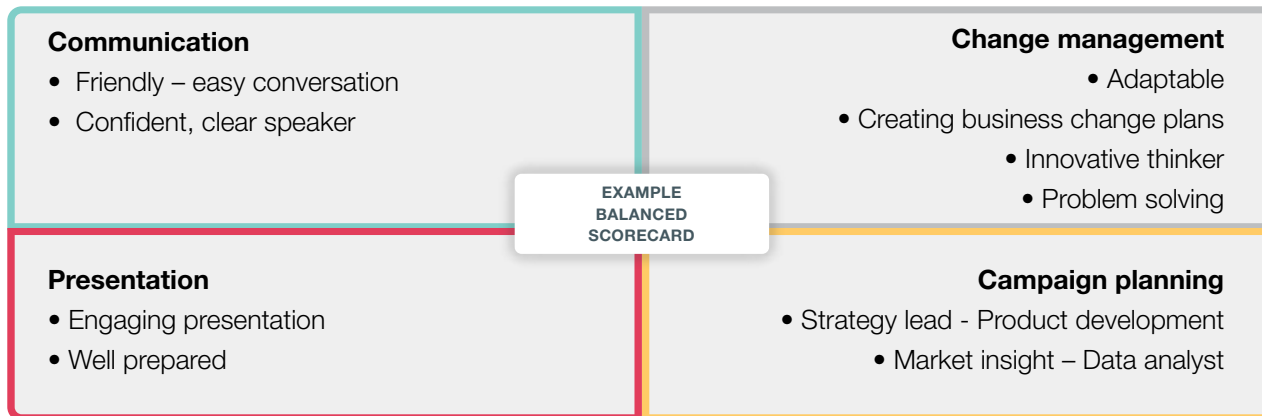 Communication
• Friendly – easy conversation
• Confident, clear speaker
Change management
• Adaptable
• Creating business change plans
• Innovative thinker
• Problem solving
EXAMPLE
BALANCED
SCORECARD
Presentation
• Engaging presentation
• Well prepared
Campaign planning
• Strategy lead - Product development
• Market insight – Data analyst